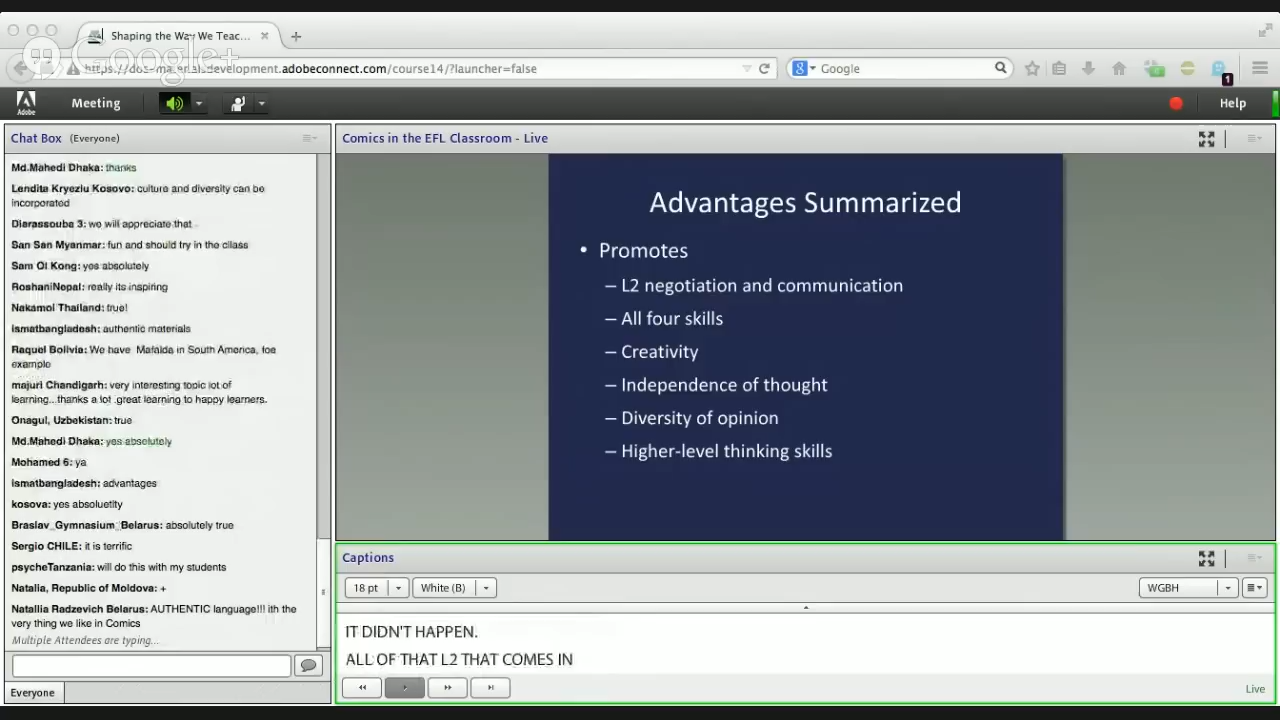 Shaping the Way We Teac...
Google+
adobeconnect.com/course14/?launcher=false
Google
1
Adobe
Meeting
Help
Chat Box (Everyone)
Md.Mahedi Dhaka: thanks
Lendita Kryeziu Kosovo: culture and diversity can be
incorporated
Diarassouba 3: we will appreciate that
San San Myanmar: fun and should try in the cllass
Sam Ol Kong: yes absolutely
RoshaniNepal: really its inspiring
Nakamol Thailand: true!
ismatbangladesh: authentic materials
Raquel Bolivia: We have Mafalda in South America, foe
example
majuri Chandigarh: very interesting topic lot of
learning...thanks a lot .great learning to happy learners.
Onagul, Uzbekistan: true
Md.Mahedi Dhaka: yes absolutely
Mohamed 6: ya
ismatbangladesh: advantages
kosova: yes absoluetlty
Braslav_Gymnasium_Belarus: absolutely true
Sergio CHILE: it is terrific
psycheTanzania: will do this with my students
Natalia, Republic of Moldova: +
Natallia Radzevich Belarus: AUTHENTIC language!!! ith the
very thing we like in Comics
Multiple Attendees are typing...
Everyone
Comics in the EFL Classroom - Live
Advantages Summarized
• Promotes
– L2 negotiation and communication
– All four skills
– Creativity
– Independence of thought
– Diversity of opinion
– Higher-level thinking skills
Captions
18 pt White (B) WGBH
IT DIDN'T HAPPEN.
ALL OF THAT L2 THAT COMES IN
Live